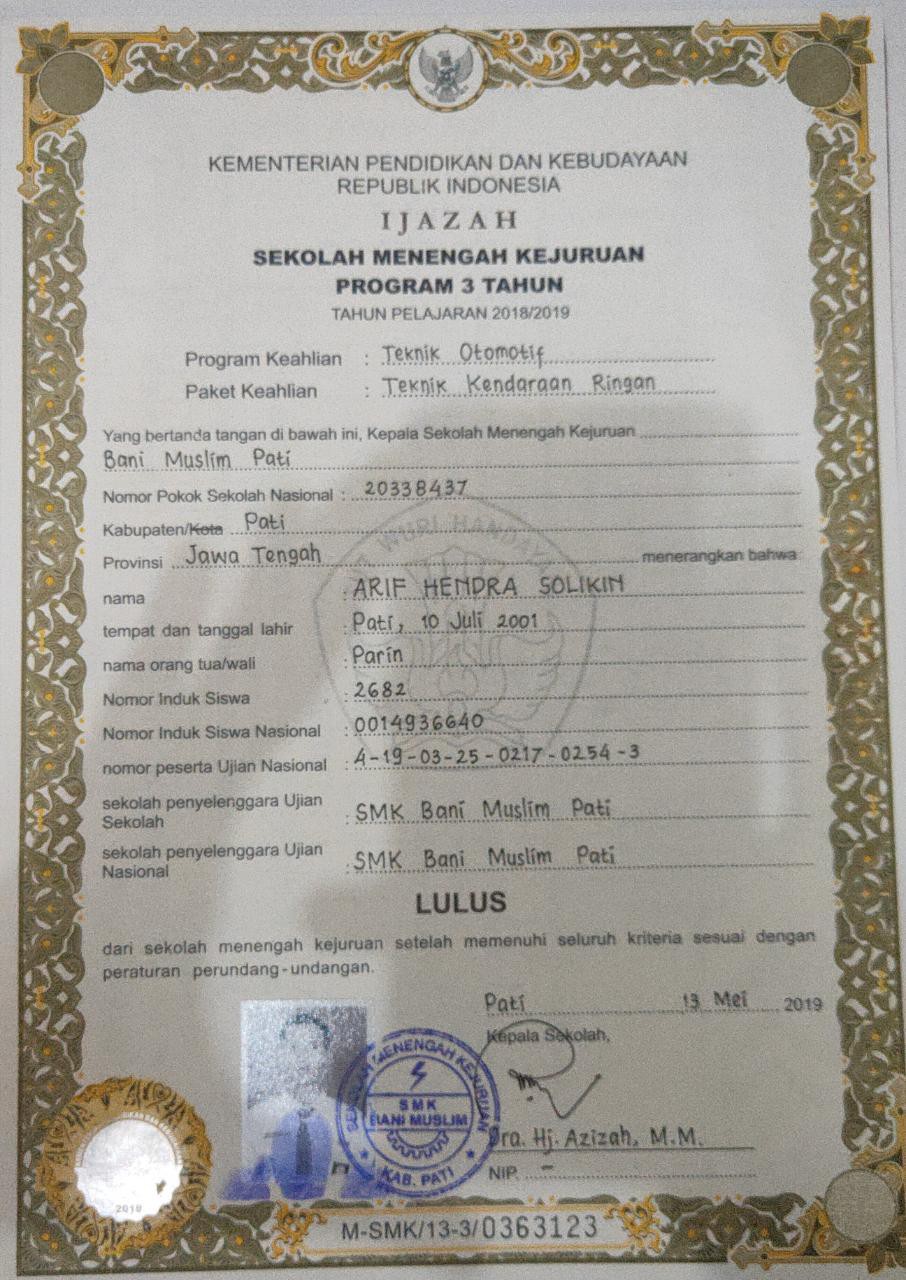 KEMENTERIAN PENDIDIKAN DAN KEBUDAYAAN
REPUBLIK INDONESIA
IJAZAH
SEKOLAH MENENGAH KEJURUAN
PROGRAM 3 TAHUN
TAHUN PELAJARAN 2018/2019
Program Keahlian : Teknik Otomotif
Paket Keahlian : Teknik Kendaraan Ringan
Yang bertanda tangan di bawah ini, Kepala Sekolah Menengah Kejuruan
Bani Muslim Pati
Nomor Pokok Sekolah Nasional : 20338437
Kabupaten/Kota Pati
Provinsi Jawa Tengah menerangkan bahwa:
nama : ARIF HENDRA SOLIKIN
tempat dan tanggal lahir : Pati, 10 Juli 2001
nama orang tua/wali : Parin
Nomor Induk Siswa : 2682
Nomor Induk Siswa Nasional : 0014936640
nomor peserta Ujian Nasional : 4-19-03-25-0217-0254-3
sekolah penyelenggara Ujian
Sekolah : SMK Bani Muslim Pati
sekolah penyelenggara Ujian
Nasional : SMK Bani Muslim Pati
LULUS
dari sekolah menengah kejuruan setelah memenuhi seluruh kriteria sesuai dengan
peraturan perundang-undangan.
Pati 13 Mei 2019
Kepala Sekolah,
SEKOLAH MENENGAH KEJURUAN
SMK
BANI MUSLIM
KAB. PATI
Dra. Hj. Azizah, M.M.
NIP. -
2019
M-SMK/13-3/0363123